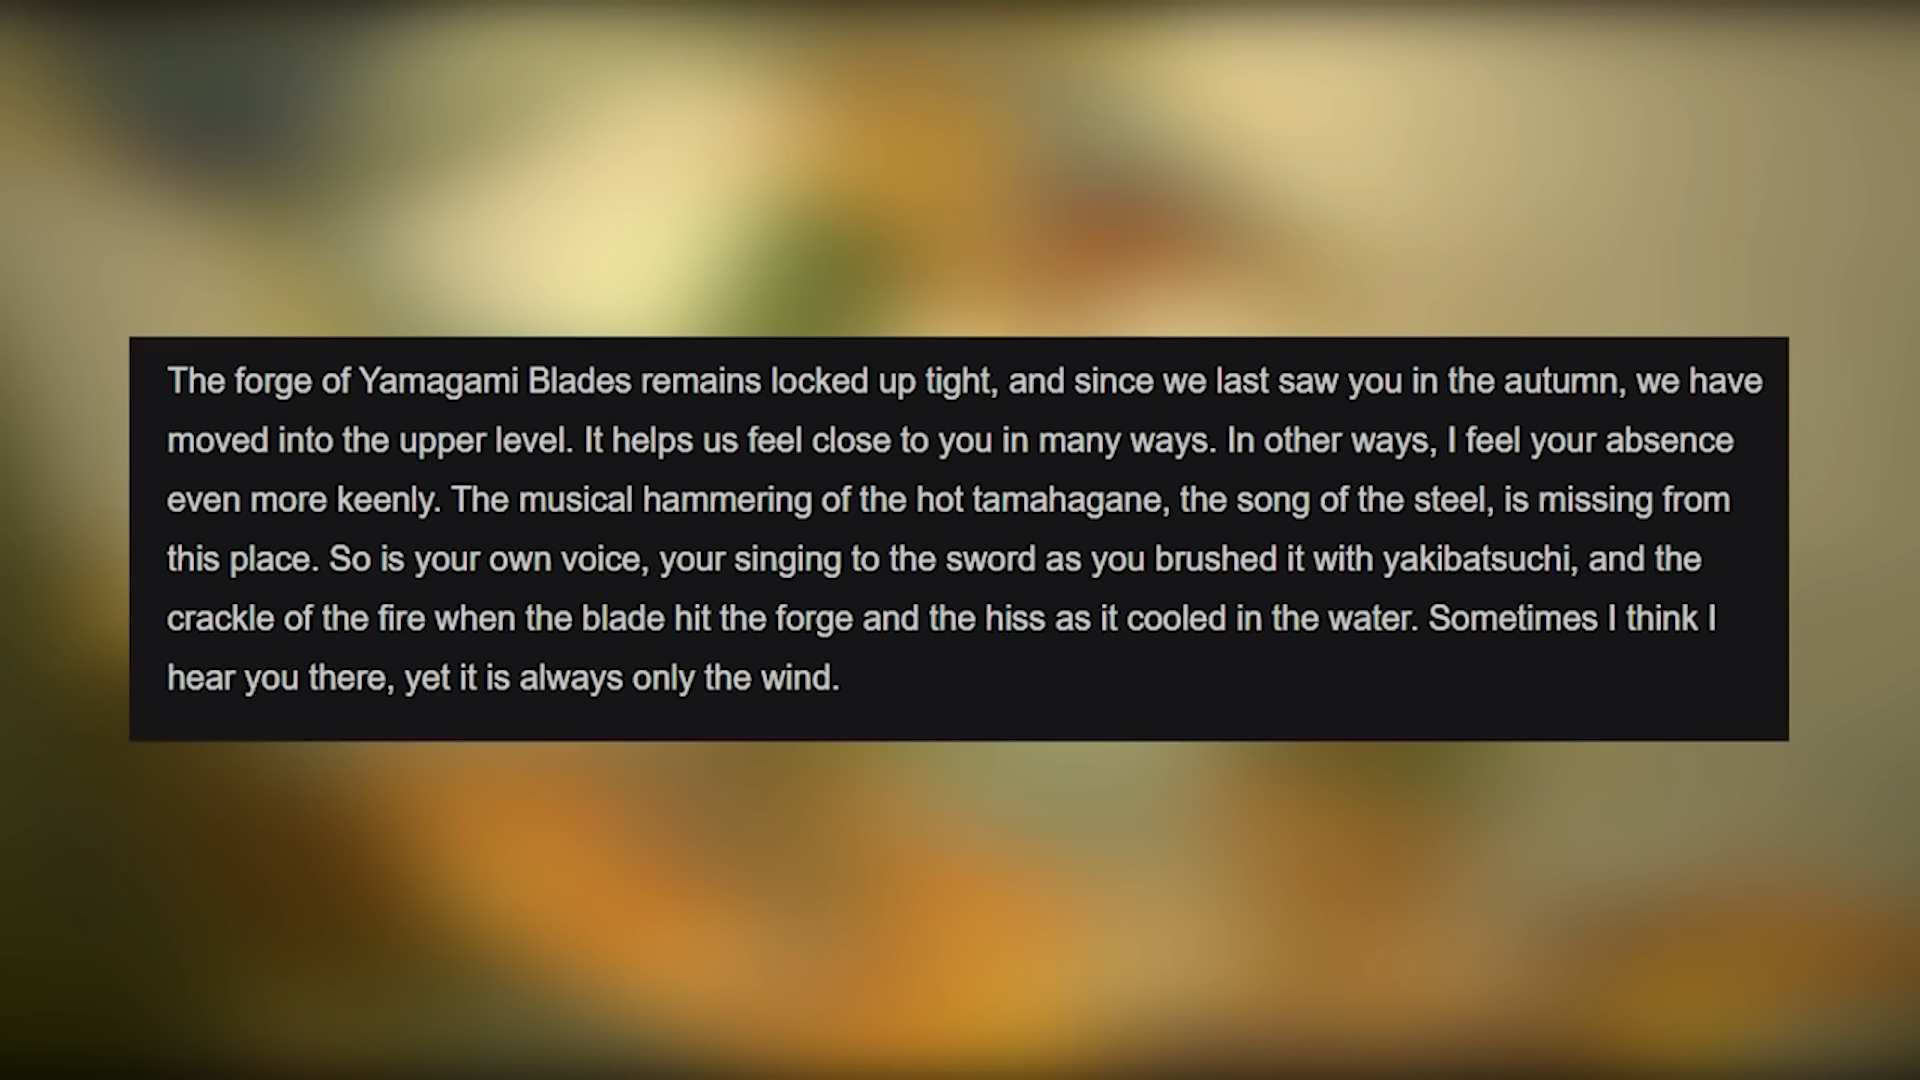 The forge of Yamagami Blades remains locked up tight, and since we last saw you in the autumn, we have
moved into the upper level. It helps us feel close to you in many ways. In other ways, I feel your absence
even more keenly. The musical hammering of the hot tamahagane, the song of the steel, is missing from
this place. So is your own voice, your singing to the sword as you brushed it with yakibatsuchi, and the
crackle of the fire when the blade hit the forge and the hiss as it cooled in the water. Sometimes I think I
hear you there, yet it is always only the wind.